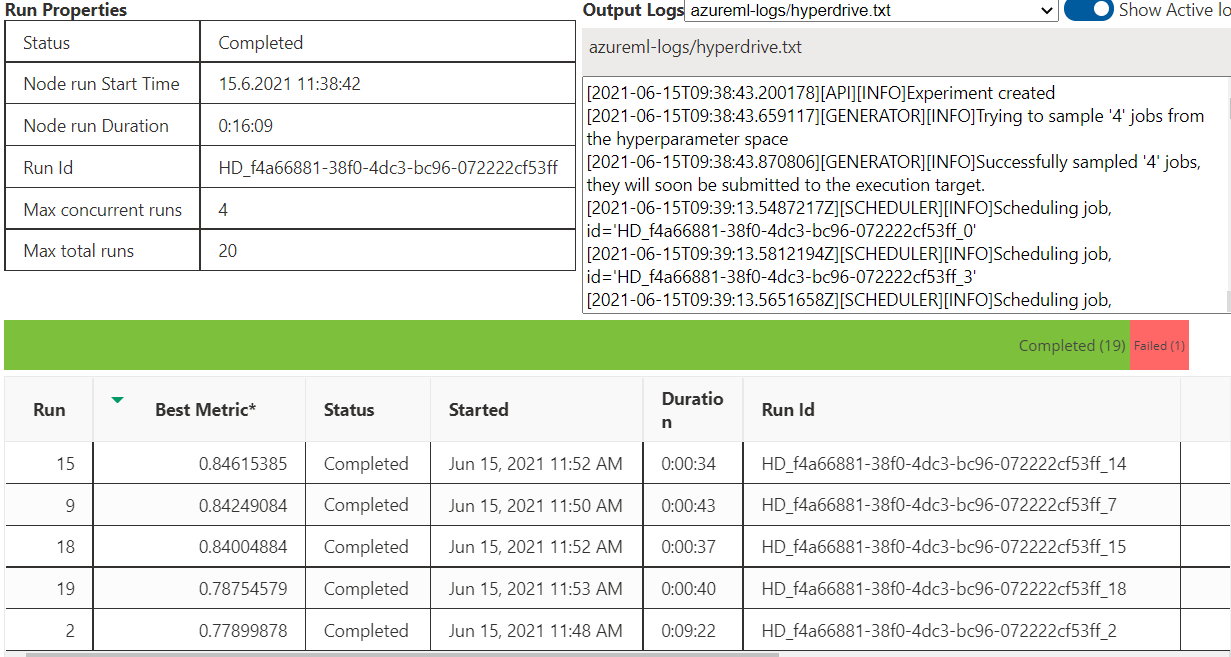 Run Properties
Status Completed
Node run Start Time 15.6.2021 11:38:42
Node run Duration 0:16:09
Run Id HD_f4a66881-38f0-4dc3-bc96-072222cf53ff
Max concurrent runs 4
Max total runs 20
Output Logs azureml-logs/hyperdrive.txt Show Active lo
azureml-logs/hyperdrive.txt
[2021-06-15T09:38:43.200178][API][INFO]Experiment created
[2021-06-15T09:38:43.659117][GENERATOR][INFO]Trying to sample '4' jobs from
the hyperparameter space
[2021-06-15T09:38:43.870806][GENERATOR][INFO]Successfully sampled '4' jobs,
they will soon be submitted to the execution target.
[2021-06-15T09:39:13.5487217Z][SCHEDULER][INFO]Scheduling job,
id='HD_f4a66881-38f0-4dc3-bc96-072222cf53ff_0'
[2021-06-15T09:39:13.5812194Z][SCHEDULER][INFO]Scheduling job,
id='HD_f4a66881-38f0-4dc3-bc96-072222cf53ff_3'
[2021-06-15T09:39:13.5651658Z][SCHEDULER][INFO]Scheduling job,
Completed (19) Failed (1)
Run Best Metric* Status Started Duratio
n Run Id
15 0.84615385 Completed Jun 15, 2021 11:52 AM 0:00:34 HD_f4a66881-38f0-4dc3-bc96-072222cf53ff_14
9 0.84249084 Completed Jun 15, 2021 11:50 AM 0:00:43 HD_f4a66881-38f0-4dc3-bc96-072222cf53ff_7
18 0.84004884 Completed Jun 15, 2021 11:52 AM 0:00:37 HD_f4a66881-38f0-4dc3-bc96-072222cf53ff_15
19 0.78754579 Completed Jun 15, 2021 11:53 AM 0:00:40 HD_f4a66881-38f0-4dc3-bc96-072222cf53ff_18
2 0.77899878 Completed Jun 15, 2021 11:48 AM 0:09:22 HD_f4a66881-38f0-4dc3-bc96-072222cf53ff_2